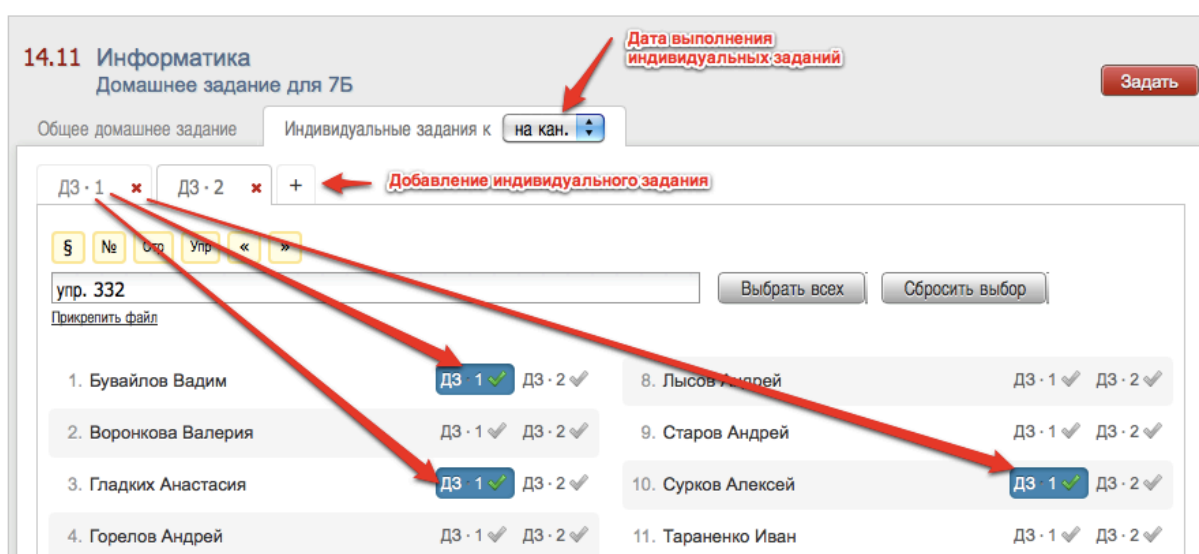 14.11 Информатика
Домашнее задание для 7Б
Дата выполнения
индивидуальных заданий
Задать
Общее домашнее задание
Индивидуальные задания к на кан.
ДЗ · 1 ДЗ · 2 +
Добавление индивидуального задания
§ № Стр Упр « »
упр. 332
Выбрать всех Сбросить выбор
Прикрепить файл
1. Бувайлов Вадим ДЗ · 1 ДЗ · 2
2. Воронкова Валерия ДЗ · 1 ДЗ · 2
3. Гладких Анастасия ДЗ · 1 ДЗ · 2
4. Горелов Андрей ДЗ · 1 ДЗ · 2
8. Лысов Андрей ДЗ · 1 ДЗ · 2
9. Старов Андрей ДЗ · 1 ДЗ · 2
10. Сурков Алексей ДЗ · 1 ДЗ · 2
11. Тараненко Иван ДЗ · 1 ДЗ · 2